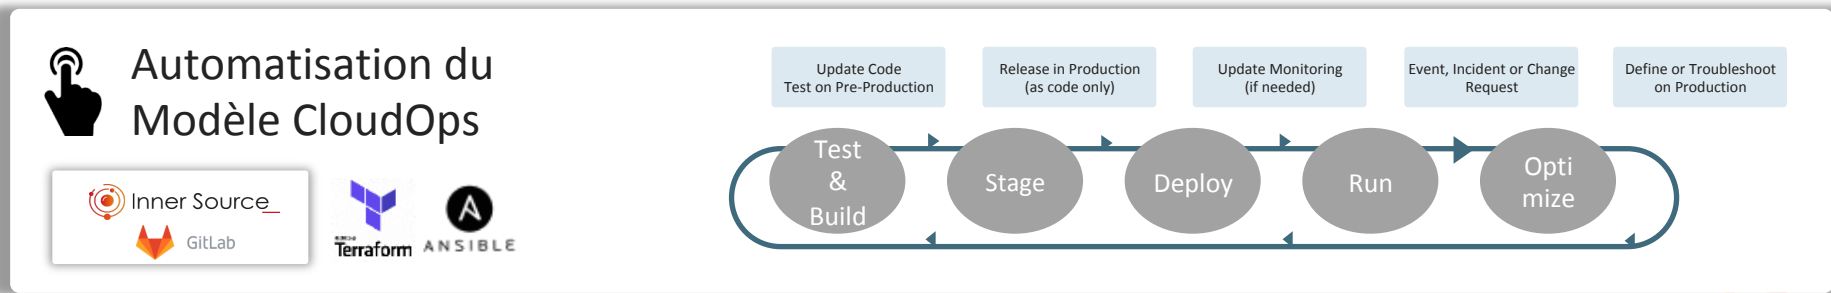 Automatisation du
Modèle CloudOps
Inner Source_
GitLab
Terraform
ANSIBLE
Update Code
Test on Pre-Production
Release in Production
(as code only)
Update Monitoring
(if needed)
Event, Incident or Change
Request
Define or Troubleshoot
on Production
Test
&
Build
Stage
Deploy
Run
Opti
mize